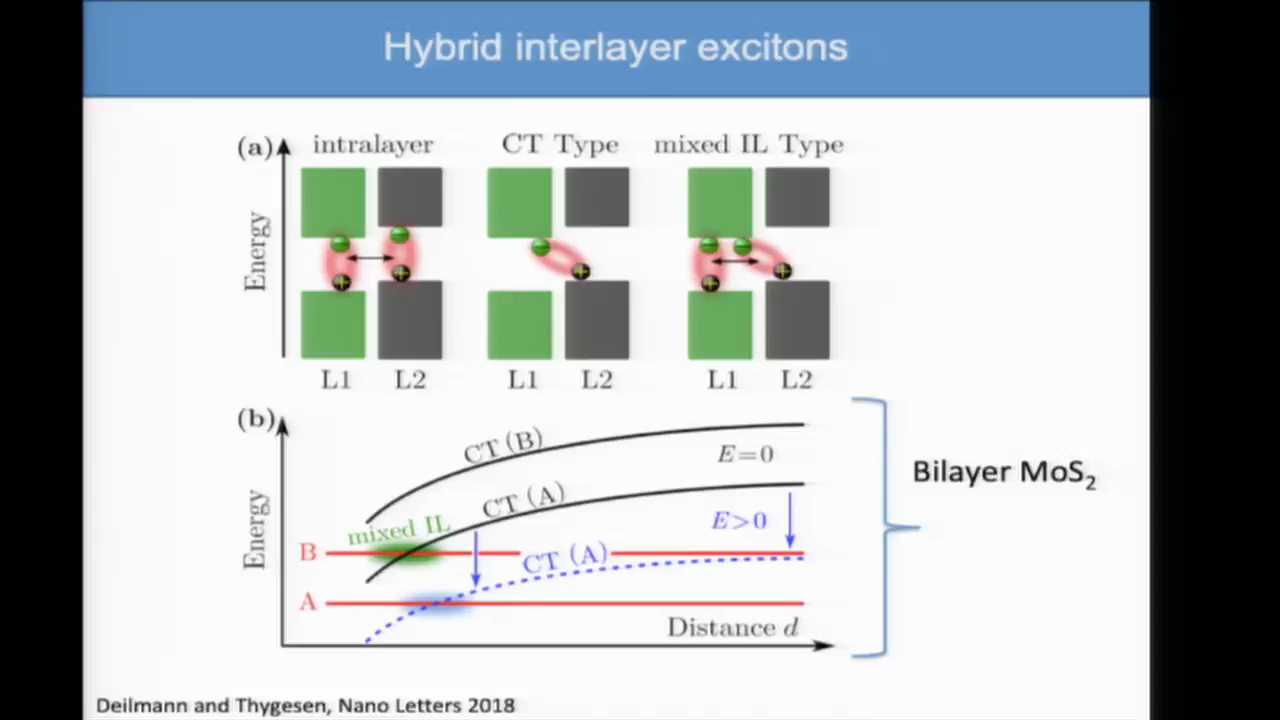 Hybrid interlayer excitons
(a)
intralayer CT Type mixed IL Type
Energy
L1 L2 L1 L2 L1 L2
(b)
CT (B)
E=0
CT (A)
mixed IL
E>0
B
CT (A)
A
Energy
Distance d
Bilayer MoS₂
Deilmann and Thygesen, Nano Letters 2018